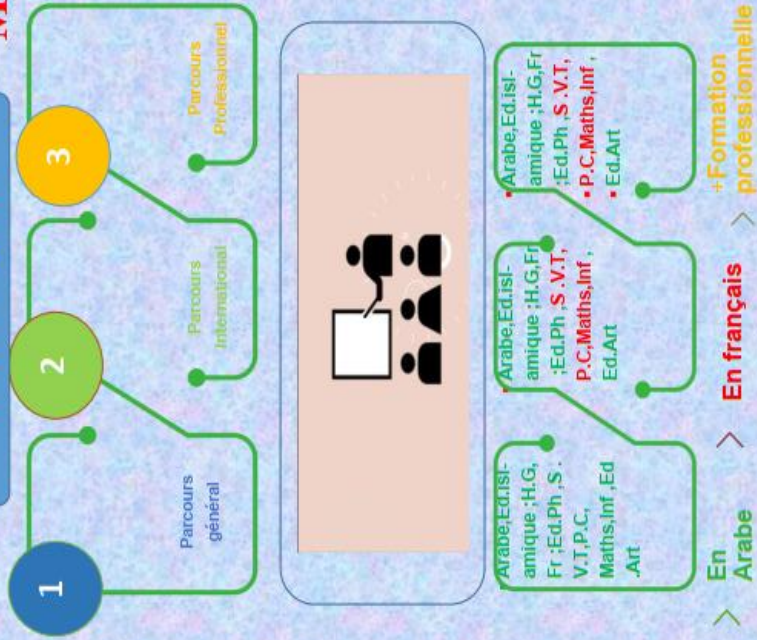 1
2
3
Parcours
général
Parcours
International
Parcours
Professionnel
Arabe,Ed.isl-
amique ;H.G,
Fr ;Ed.Ph ,S .
V.T,P.C,
Maths,Inf ,Ed
.Art
▪ Arabe,Ed.isl-
amique ;H.G,Fr
;Ed.Ph ,S .V.T,
P.C,Maths,Inf ,
Ed.Art
▪ Arabe,Ed.isl-
amique ;H.G,Fr
;Ed.Ph ,S .V.T,
▪ P.C,Maths,Inf ,
▪ Ed.Art
En
Arabe
En français
+Formation
professionnelle